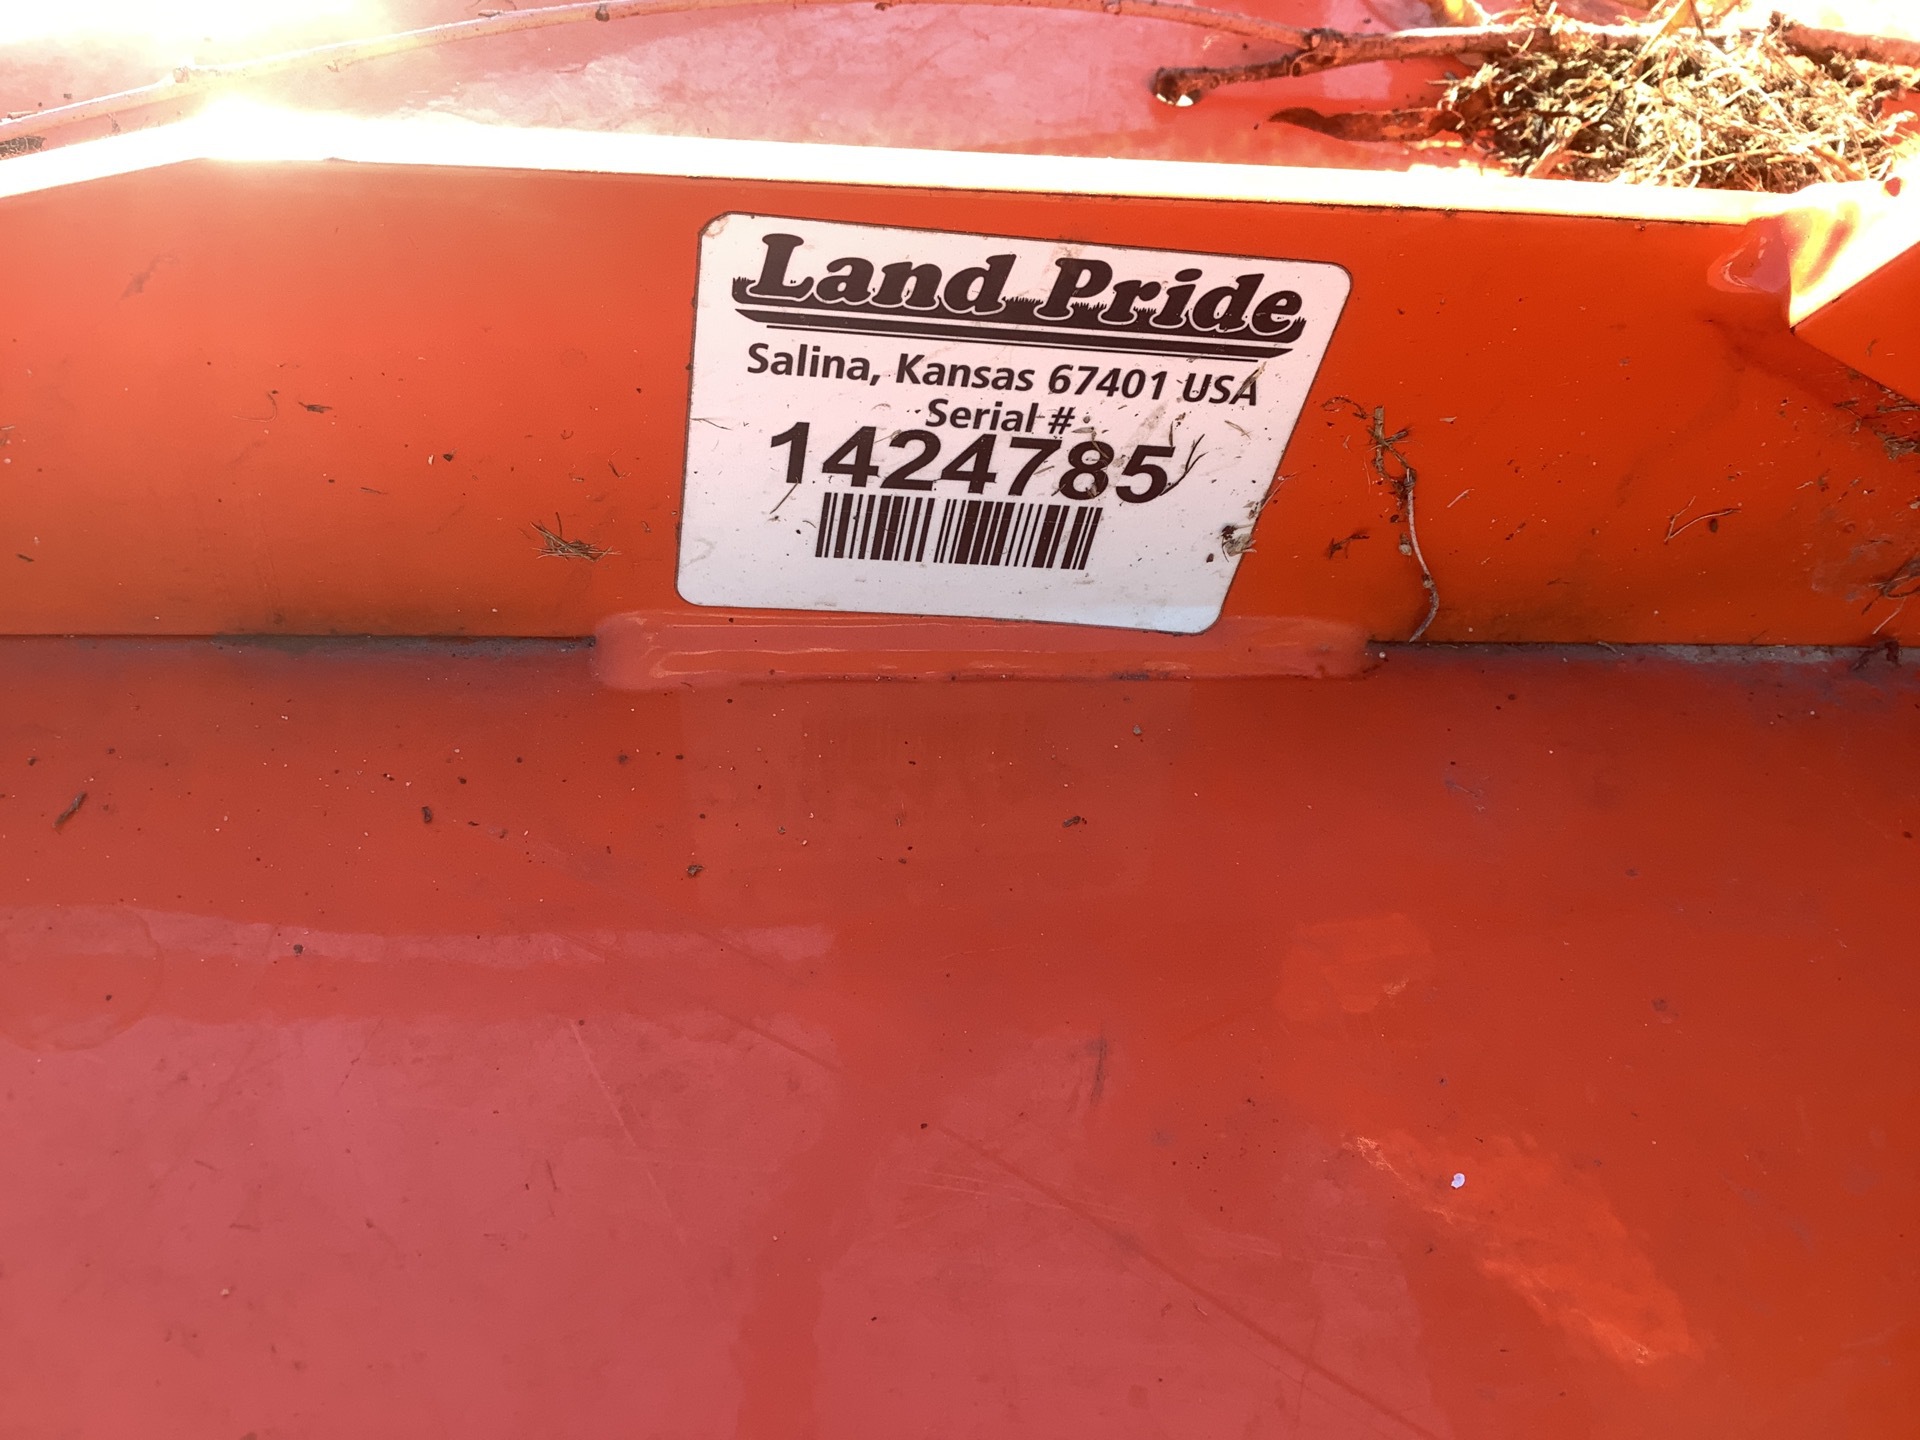 Land Pride
Salina, Kansas 67401 USA
Serial #
1424785